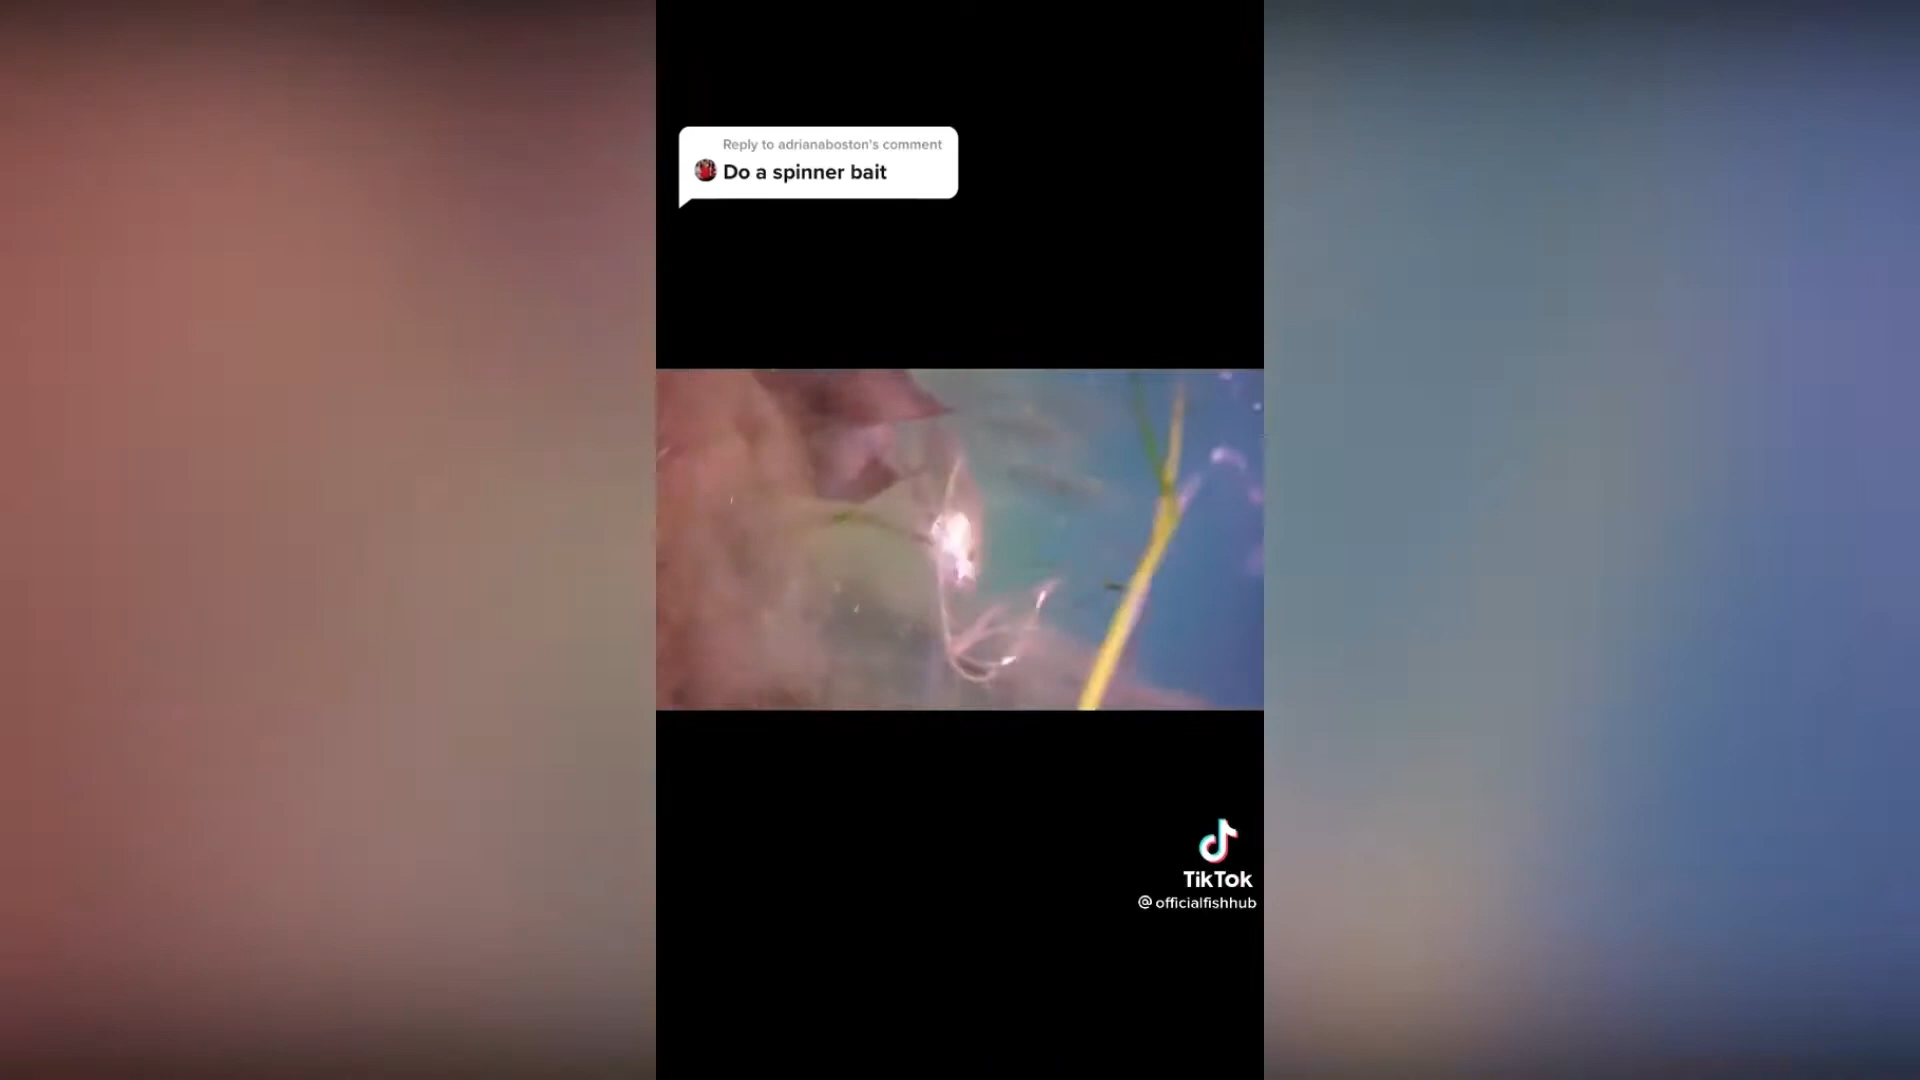 Reply to adrianaboston's comment
Do a spinner bait
TikTok
@officialfishhub